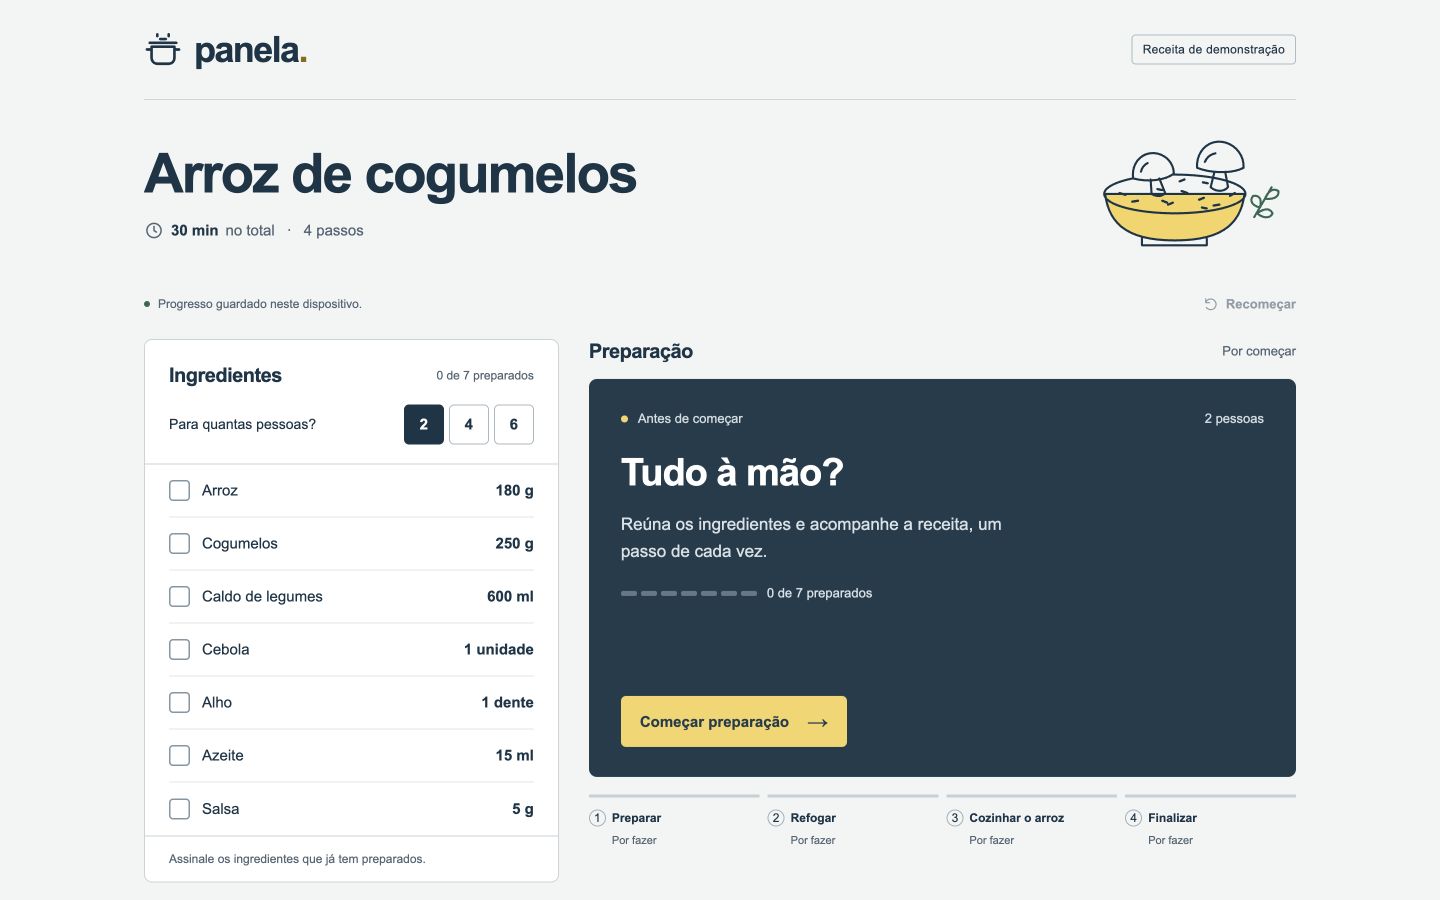 panela.
Receita de demonstração
Arroz de cogumelos
30 min no total · 4 passos
Progresso guardado neste dispositivo.
Recomeçar
Ingredientes
0 de 7 preparados
Para quantas pessoas?
2 4 6
Arroz 180 g
Cogumelos 250 g
Caldo de legumes 600 ml
Cebola 1 unidade
Alho 1 dente
Azeite 15 ml
Salsa 5 g
Assinale os ingredientes que já tem preparados.
Preparação
Por começar
Antes de começar
2 pessoas
Tudo à mão?
Reúna os ingredientes e acompanhe a receita, um
passo de cada vez.
0 de 7 preparados
Começar preparação →
1 Preparar
Por fazer
2 Refogar
Por fazer
3 Cozinhar o arroz
Por fazer
4 Finalizar
Por fazer